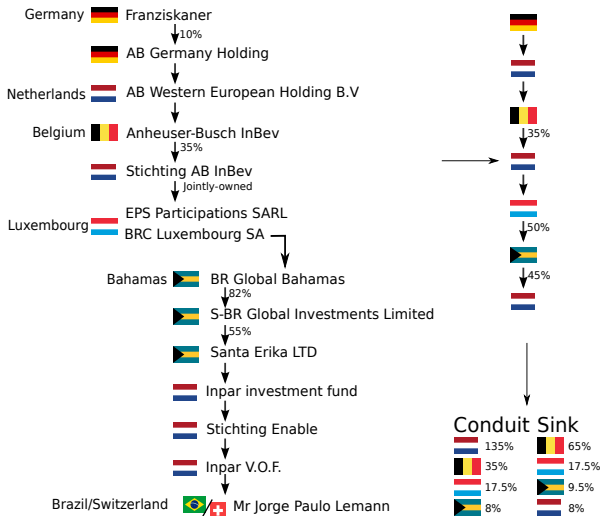 Germany Franziskaner
10%
AB Germany Holding
Netherlands AB Western European Holding B.V
Belgium Anheuser-Busch InBev
35%
Stichting AB InBev
Jointly-owned
EPS Participations SARL
Luxembourg
BRC Luxembourg SA
Bahamas BR Global Bahamas
82%
S-BR Global Investments Limited
55%
Santa Erika LTD
Inpar investment fund
Stichting Enable
Inpar V.O.F.
Brazil/Switzerland / Mr Jorge Paulo Lemann
35%
50%
45%
Conduit Sink
135% 65%
35% 17.5%
17.5% 9.5%
8% 8%